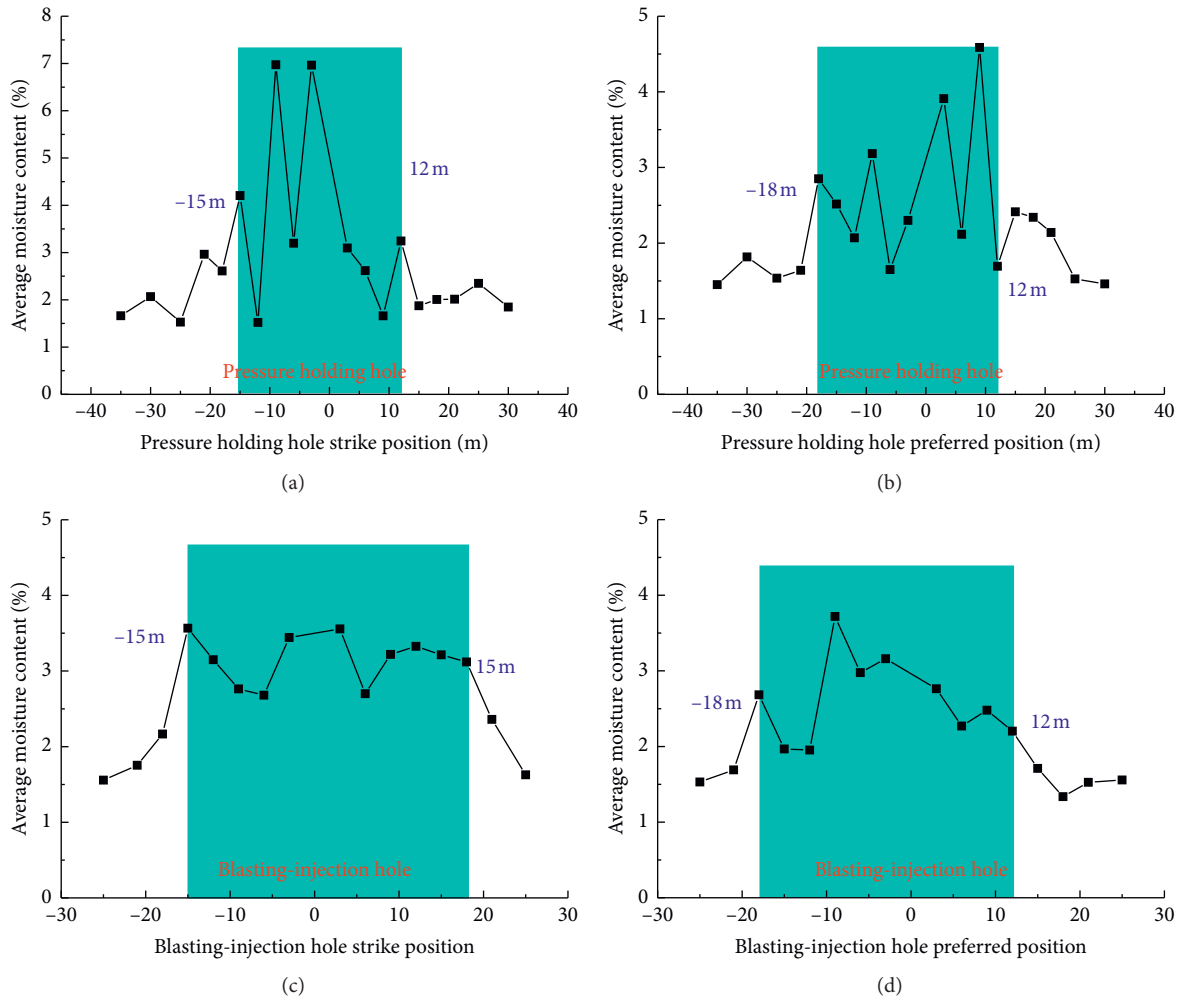 8
7
6
5
4
3
2
1
0
Average moisture content (%)
–15 m
12 m
Pressure holding hole
–40 –30 –20 –10 0 10 20 30 40
Pressure holding hole strike position (m)
(a)
5
4
3
2
1
0
Average moisture content (%)
–18 m
12 m
Pressure holding hole
–40 –30 –20 –10 0 10 20 30 40
Pressure holding hole preferred position (m)
(b)
5
4
3
2
1
0
Average moisture content (%)
–15 m
15 m
Blasting-injection hole
–30 –20 –10 0 10 20 30
Blasting-injection hole strike position
(c)
5
4
3
2
1
0
Average moisture content (%)
–18 m
12 m
Blasting-injection hole
–30 –20 –10 0 10 20 30
Blasting-injection hole preferred position
(d)